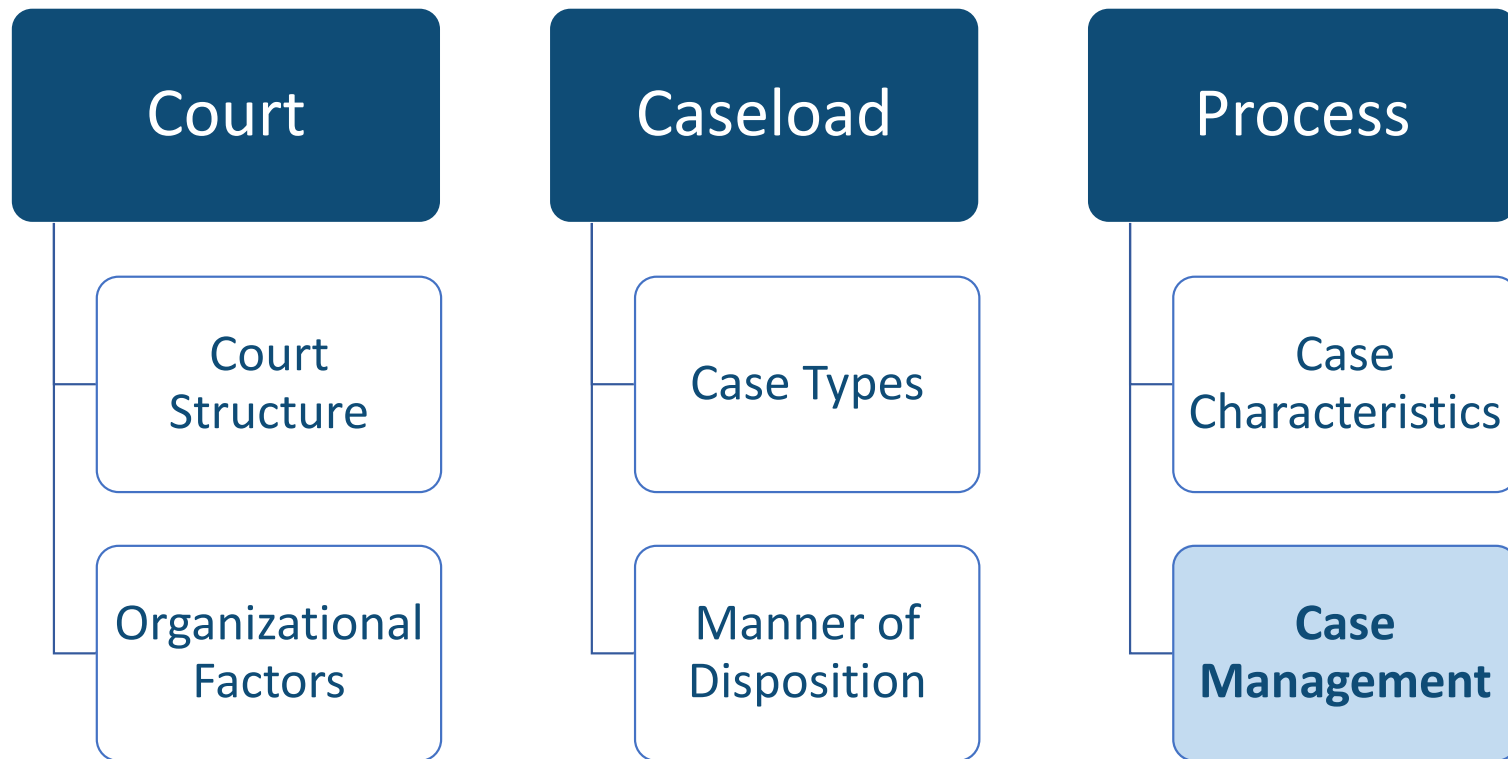 Court
Court
Structure
Organizational
Factors
Caseload
Case Types
Manner of
Disposition
Process
Case
Characteristics
Case
Management